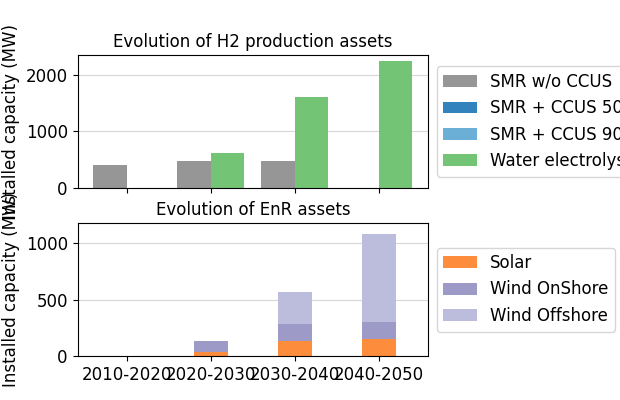 Evolution of H2 production assets
Installed capacity (MW)
2000
1000
0
SMR w/o CCUS
SMR + CCUS 50
SMR + CCUS 90
Water electrolys
Evolution of EnR assets
Installed capacity (MW)
1000
500
0
Solar
Wind OnShore
Wind Offshore
2010-2020
2020-2030
2030-2040
2040-2050